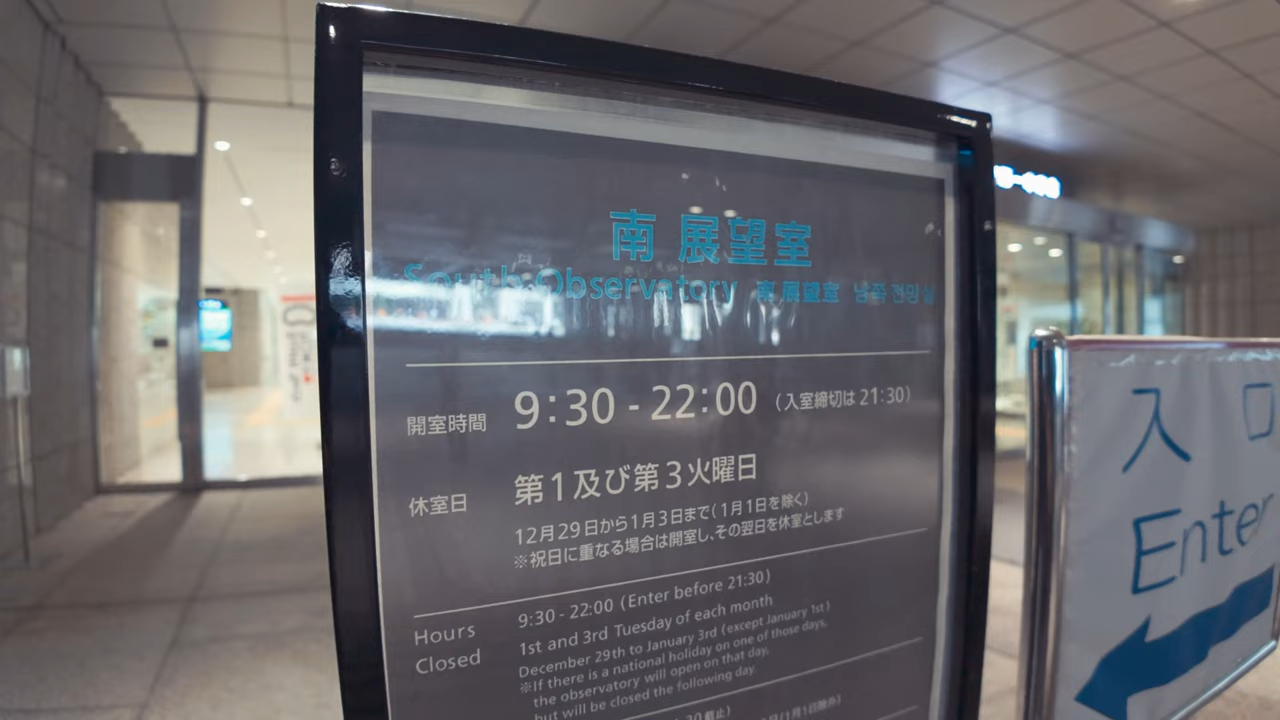 南 展望室
South Observatory 南 展望室 남쪽 전망실
開室時間 9:30 - 22:00 (入室締切は 21:30)
休室日 第1及び第3火曜日
12月29日から1月3日まで(1月1日を除く)
※祝日に重なる場合は開室し、その翌日を休室とします
Hours 9:30 - 22:00 (Enter before 21:30)
Closed 1st and 3rd Tuesday of each month
December 29th to January 3rd (except January 1st)
※If there is a national holiday on one of those days,
the observatory will open on that day,
but will be closed the following day.
入口
Enter